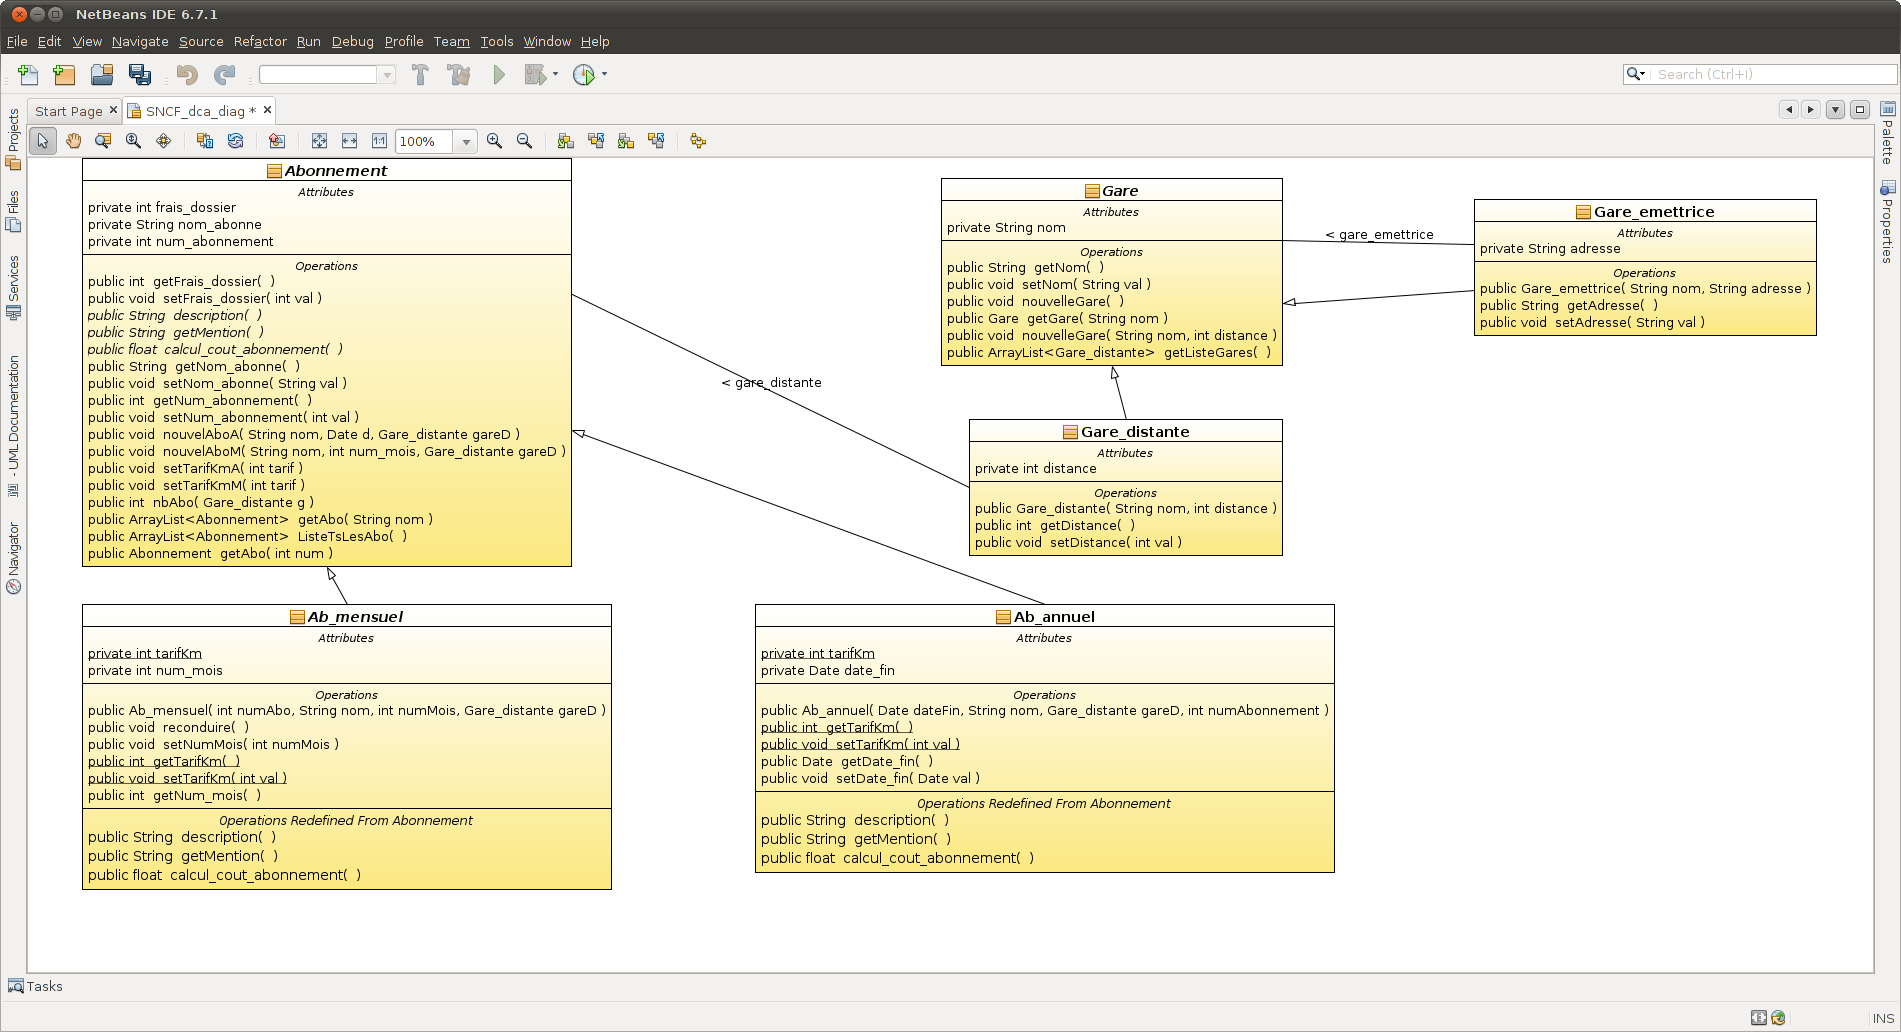 NetBeans IDE 6.7.1
File Edit View Navigate Source Refactor Run Debug Profile Team Tools Window Help
Search (Ctrl+I)
Start Page
SNCF_dca_diag *
100%
Projects
Files
Services
UML Documentation
Navigator
Palette
Properties
Abonnement
Attributes
private int frais_dossier
private String nom_abonne
private int num_abonnement
Operations
public int getFrais_dossier( )
public void setFrais_dossier( int val )
public String description( )
public String getMention( )
public float calcul_cout_abonnement( )
public String getNom_abonne( )
public void setNom_abonne( String val )
public int getNum_abonnement( )
public void setNum_abonnement( int val )
public void nouvelAboA( String nom, Date d, Gare_distante gareD )
public void nouvelAboM( String nom, int num_mois, Gare_distante gareD )
public void setTarifKmA( int tarif )
public void setTarifKmM( int tarif )
public int nbAbo( Gare_distante g )
public ArrayList<Abonnement> getAbo( String nom )
public ArrayList<Abonnement> ListeTsLesAbo( )
public Abonnement getAbo( int num )
< gare_distante
Gare
Attributes
private String nom
Operations
public String getNom( )
public void setNom( String val )
public void nouvelleGare( )
public Gare getGare( String nom )
public void nouvelleGare( String nom, int distance )
public ArrayList<Gare_distante> getListeGares( )
< gare_emettrice
Gare_emettrice
Attributes
private String adresse
Operations
public Gare_emettrice( String nom, String adresse )
public String getAdresse( )
public void setAdresse( String val )
Gare_distante
Attributes
private int distance
Operations
public Gare_distante( String nom, int distance )
public int getDistance( )
public void setDistance( int val )
Ab_mensuel
Attributes
private int tarifKm
private int num_mois
Operations
public Ab_mensuel( int numAbo, String nom, int numMois, Gare_distante gareD )
public void reconduire( )
public void setNumMois( int numMois )
public int getTarifKm( )
public void setTarifKm( int val )
public int getNum_mois( )
Operations Redefined From Abonnement
public String description( )
public String getMention( )
public float calcul_cout_abonnement( )
Ab_annuel
Attributes
private int tarifKm
private Date date_fin
Operations
public Ab_annuel( Date dateFin, String nom, Gare_distante gareD, int numAbonnement )
public int getTarifKm( )
public void setTarifKm( int val )
public Date getDate_fin( )
public void setDate_fin( Date val )
Operations Redefined From Abonnement
public String description( )
public String getMention( )
public float calcul_cout_abonnement( )
Tasks
INS